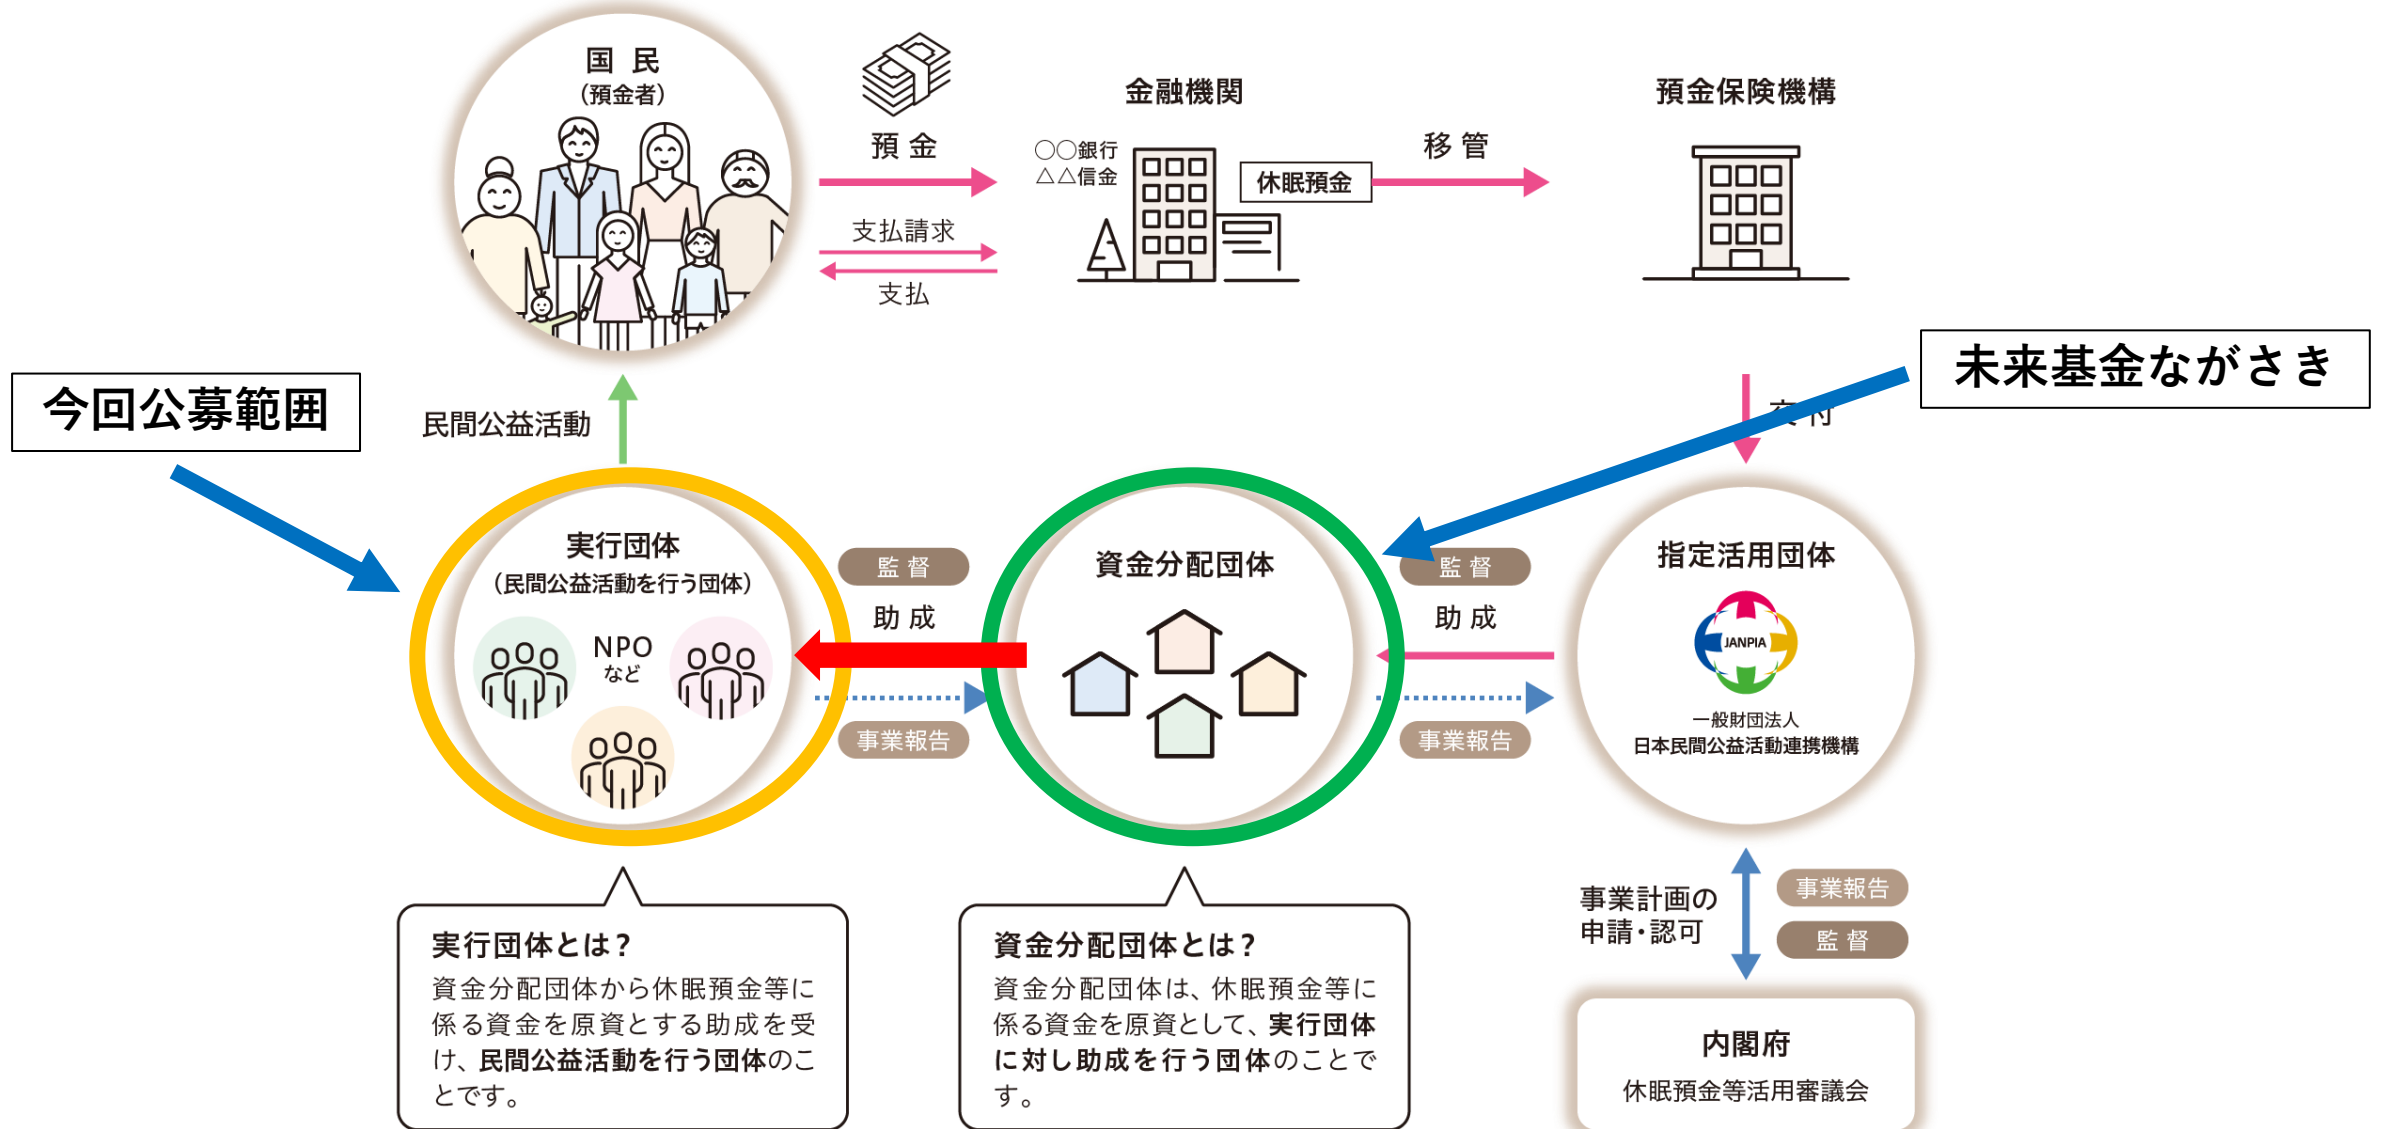 国 民
（預金者）
預 金
支払請求
支払
金融機関
〇〇銀行
△△信金
休眠預金
移 管
預金保険機構
未来基金ながさき
今回公募範囲
民間公益活動
交付
実行団体
（民間公益活動を行う団体）
NPO
など
監 督
助 成
事業報告
資金分配団体
監 督
助 成
事業報告
指定活用団体
JANPIA
一般財団法人
日本民間公益活動連携機構
実行団体とは？
資金分配団体から休眠預金等に
係る資金を原資とする助成を受
け、民間公益活動を行う団体のこ
とです。
資金分配団体とは？
資金分配団体は、休眠預金等に
係る資金を原資として、実行団体
に対し助成を行う団体のことで
す。
事業計画の
申請・認可
事業報告
監 督
内閣府
休眠預金等活用審議会